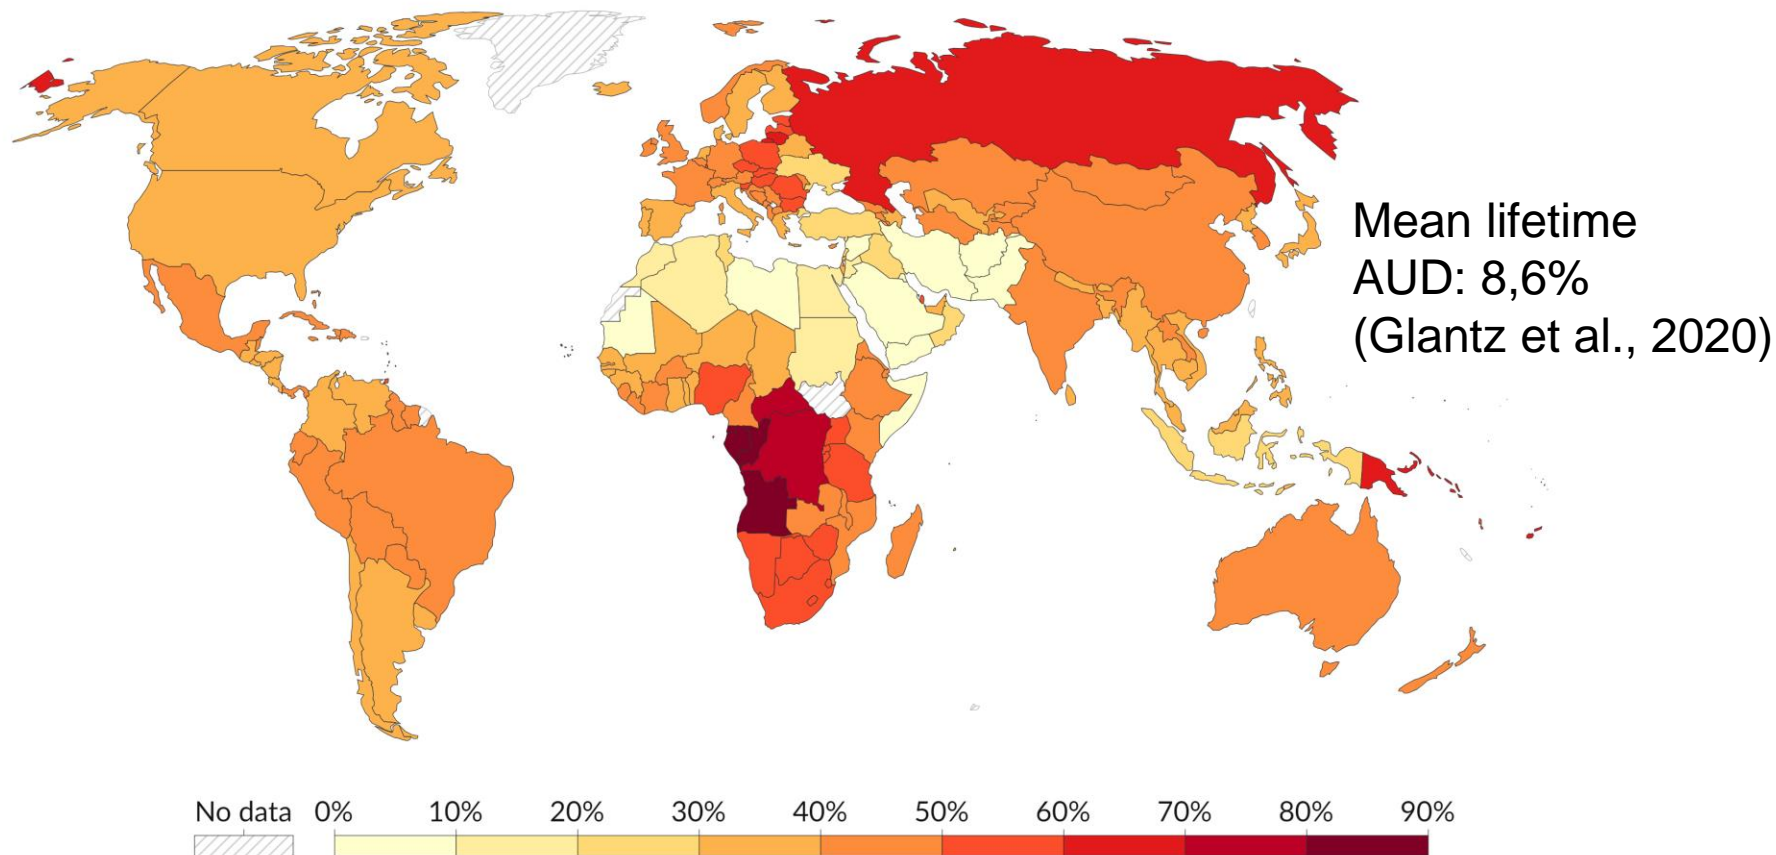 Mean lifetime
AUD: 8,6%
(Glantz et al., 2020)
No data 0% 10% 20% 30% 40% 50% 60% 70% 80% 90%